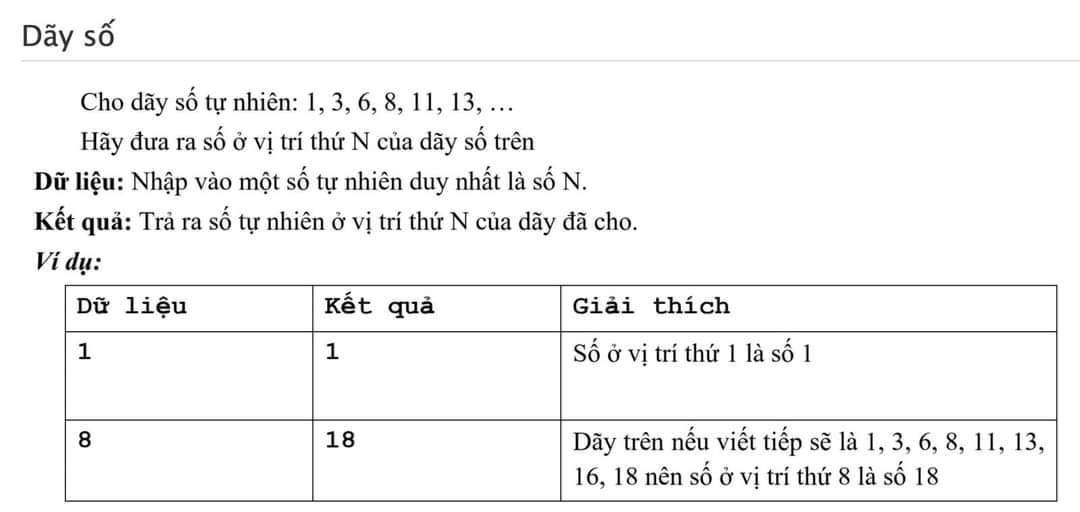 Dãy số
Cho dãy số tự nhiên: 1, 3, 6, 8, 11, 13, …
Hãy đưa ra số ở vị trí thứ N của dãy số trên
Dữ liệu: Nhập vào một số tự nhiên duy nhất là số N.
Kết quả: Trả ra số tự nhiên ở vị trí thứ N của dãy đã cho.
Ví dụ:
Dữ liệu Kết quả Giải thích
1 1 Số ở vị trí thứ 1 là số 1
8 18 Dãy trên nếu viết tiếp sẽ là 1, 3, 6, 8, 11, 13,
16, 18 nên số ở vị trí thứ 8 là số 18